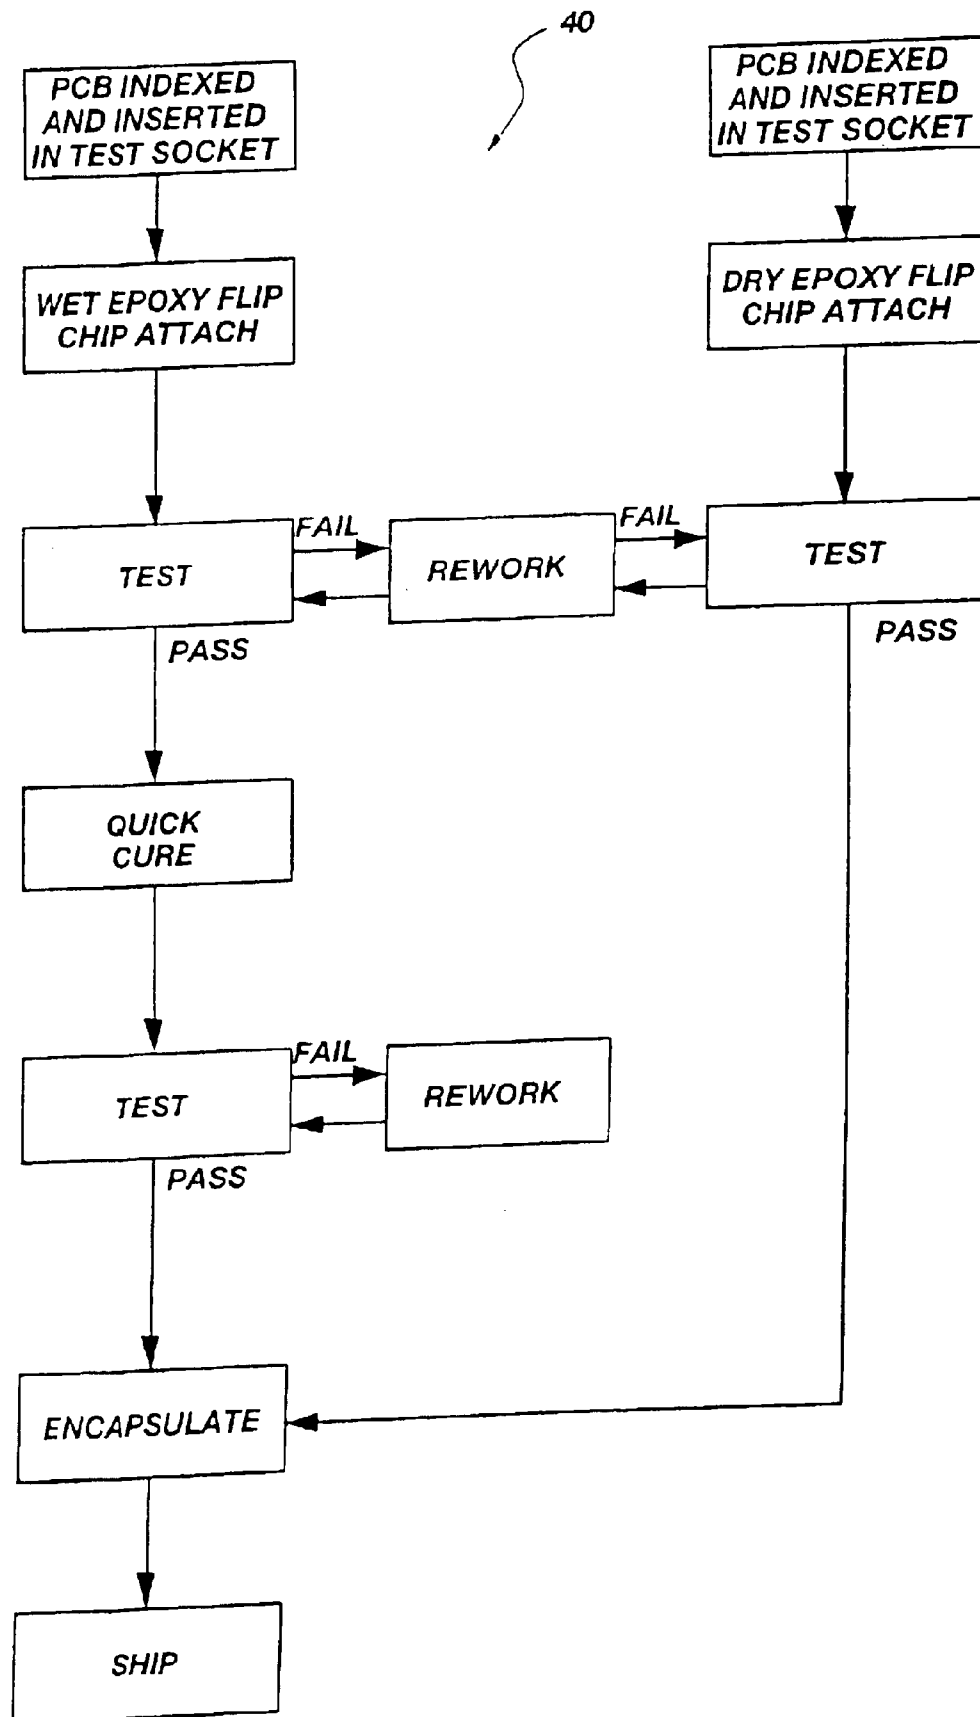 40
PCB INDEXED
AND INSERTED
IN TEST SOCKET
PCB INDEXED
AND INSERTED
IN TEST SOCKET
WET EPOXY FLIP
CHIP ATTACH
DRY EPOXY FLIP
CHIP ATTACH
TEST
FAIL
REWORK
FAIL
TEST
PASS
PASS
QUICK
CURE
TEST
FAIL
REWORK
PASS
ENCAPSULATE
SHIP